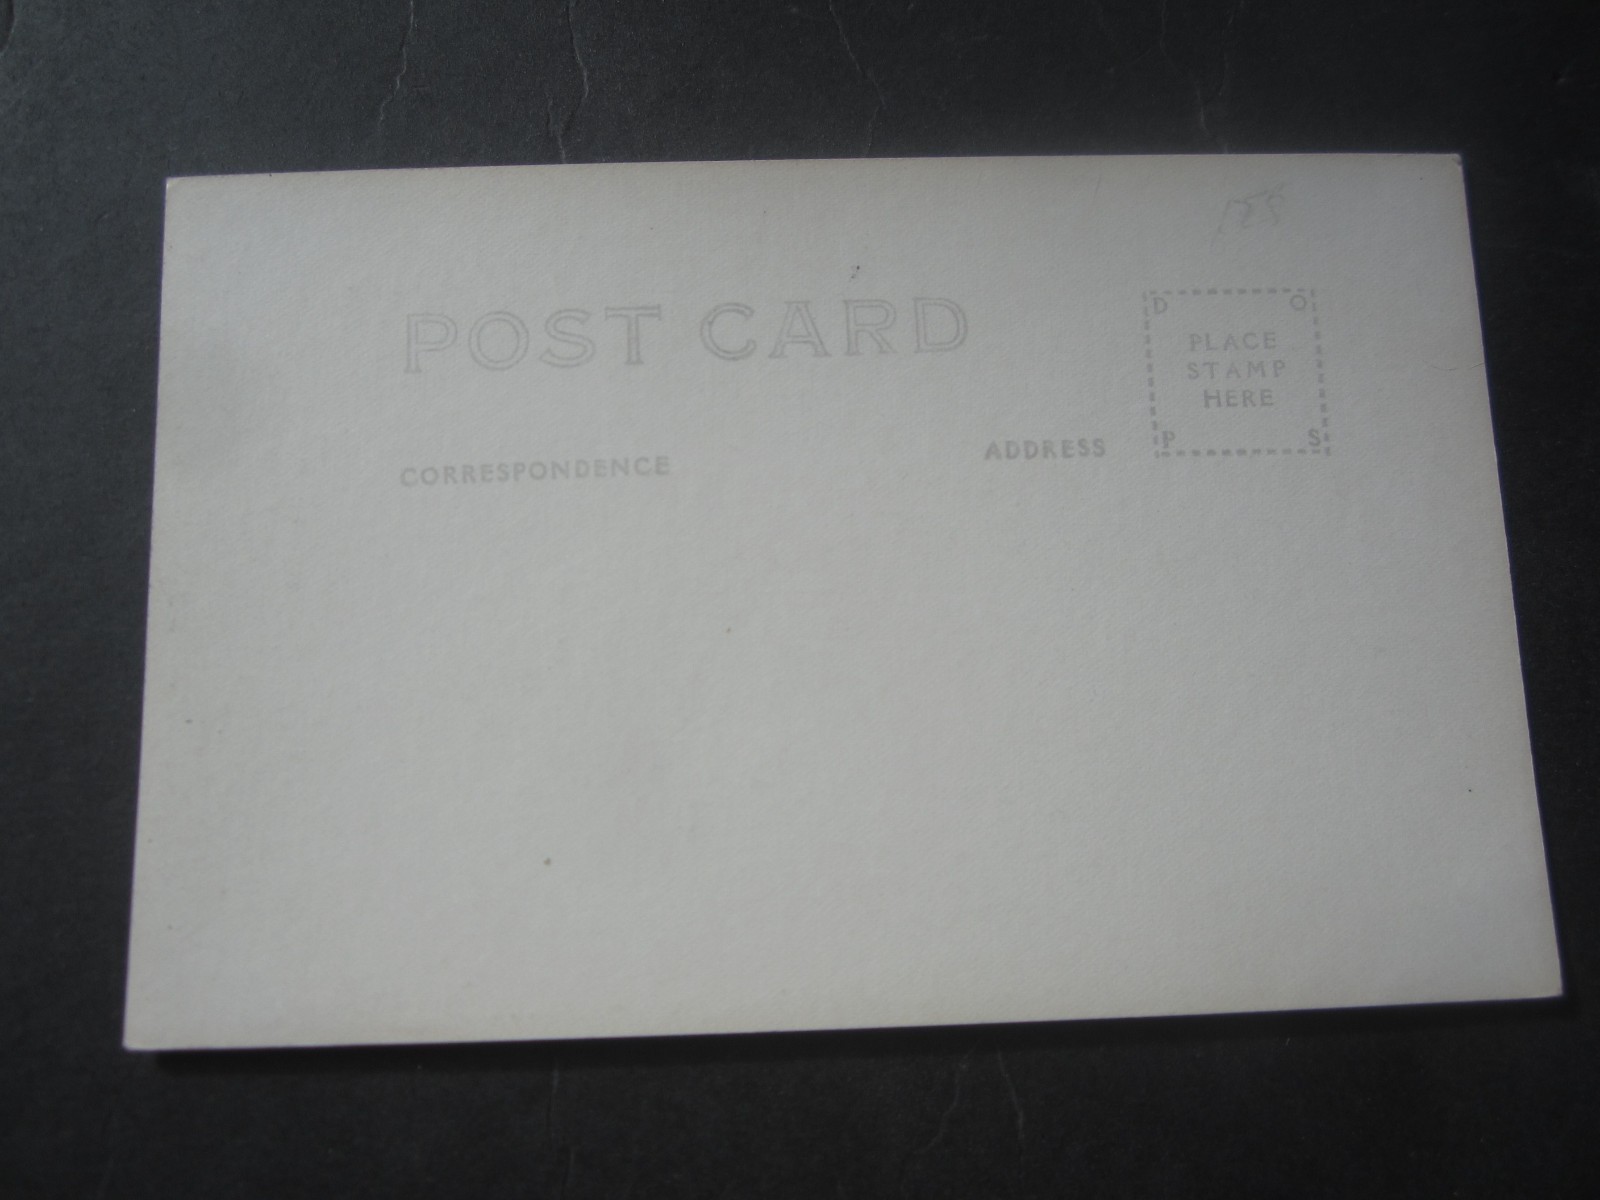 POST CARD
D O
PLACE
STAMP
HERE
P S
CORRESPONDENCE
ADDRESS